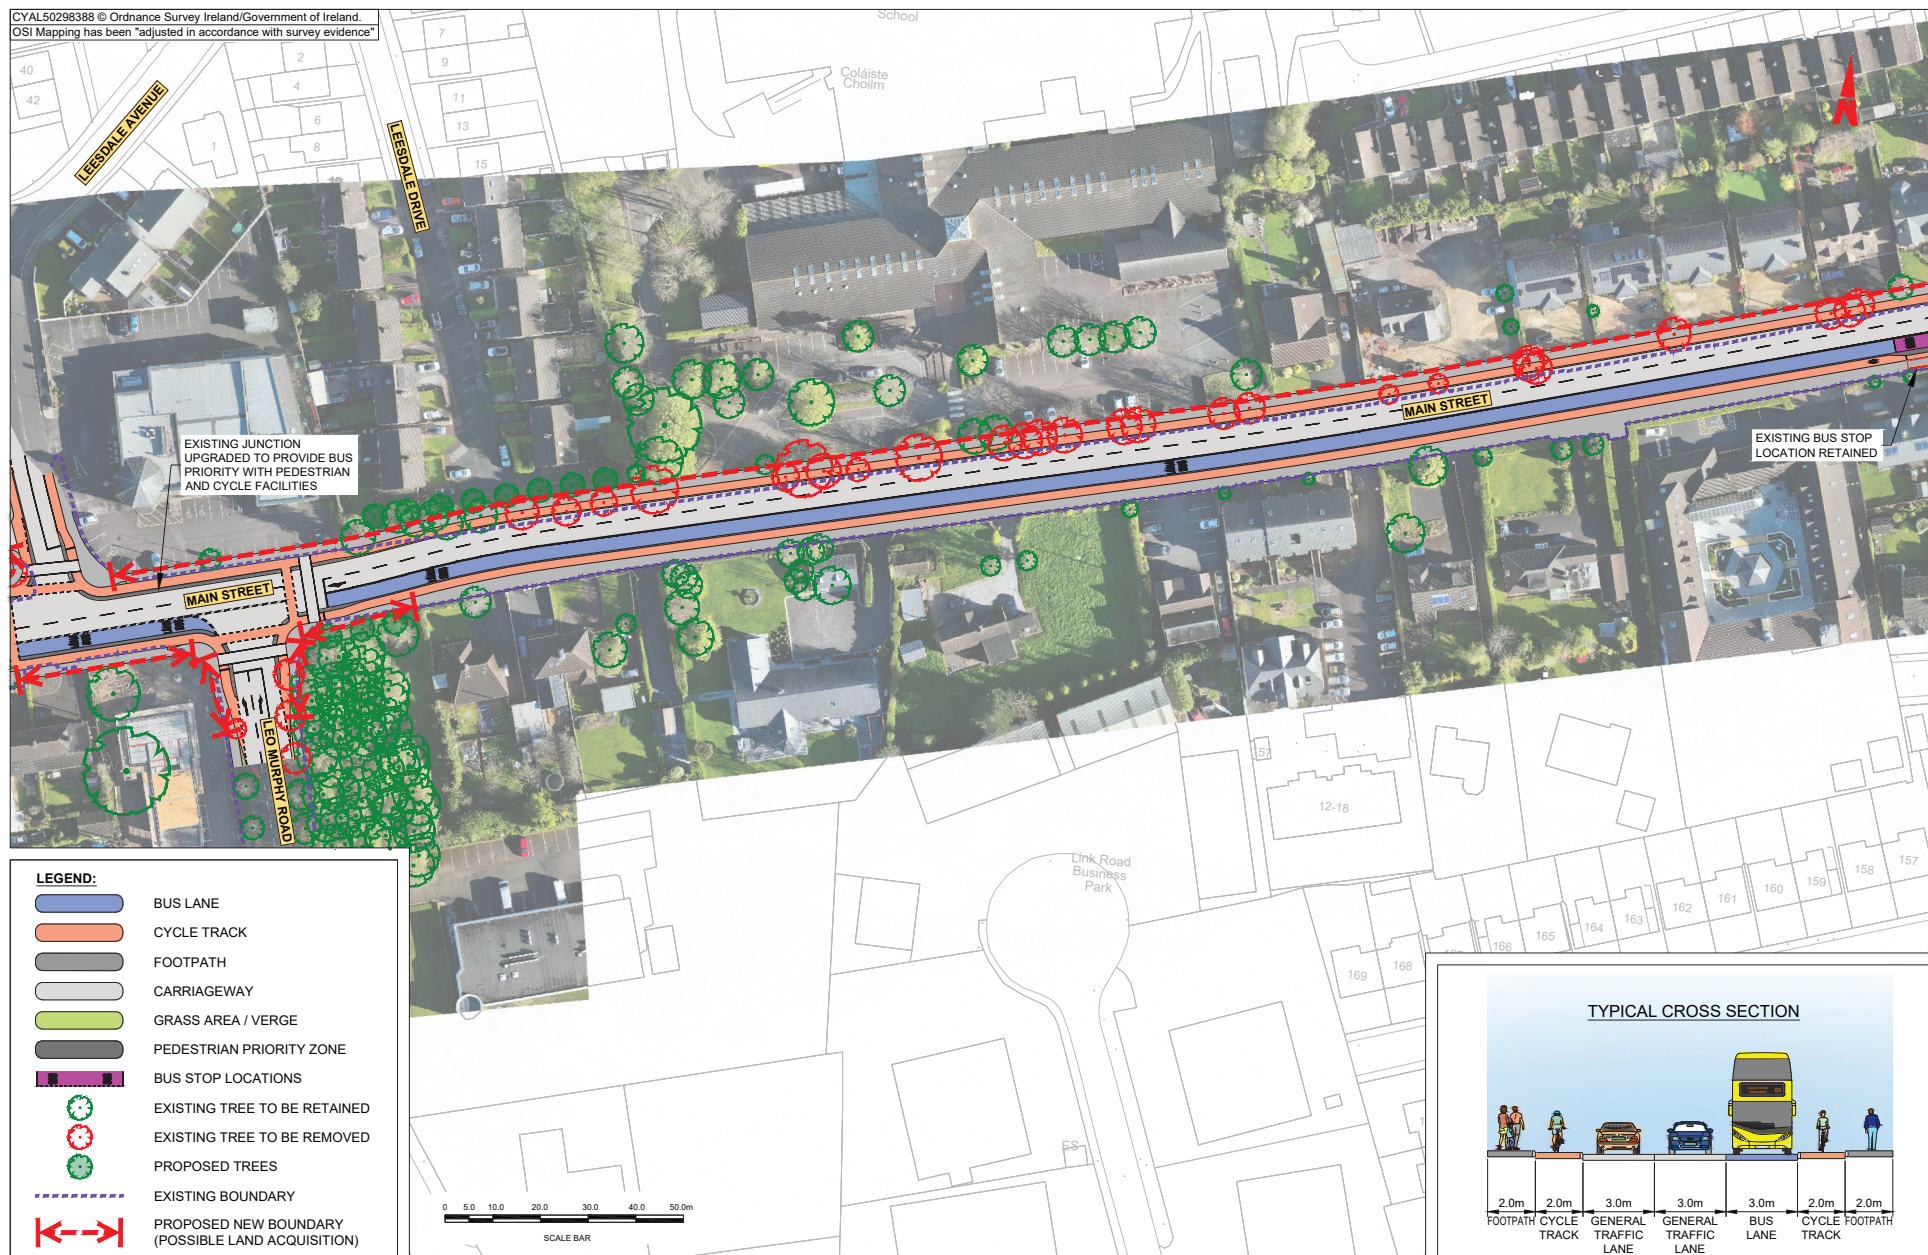 CYAL50298388 © Ordnance Survey Ireland/Government of Ireland.
OSI Mapping has been "adjusted in accordance with survey evidence"
School
Coláiste
Choilm
40
42
2
4
6
8
1
7
9
11
13
15
LEESDALE AVENUE
LEESDALE DRIVE
EXISTING JUNCTION
UPGRADED TO PROVIDE BUS
PRIORITY WITH PEDESTRIAN
AND CYCLE FACILITIES
MAIN STREET
MAIN STREET
EXISTING BUS STOP
LOCATION RETAINED
LEO MURPHY ROAD
157
12-18
Link Road
Business
Park
169
168
166
165
164
163
162
161
160
159
158
157
ES
LEGEND:
BUS LANE
CYCLE TRACK
FOOTPATH
CARRIAGEWAY
GRASS AREA / VERGE
PEDESTRIAN PRIORITY ZONE
BUS STOP LOCATIONS
EXISTING TREE TO BE RETAINED
EXISTING TREE TO BE REMOVED
PROPOSED TREES
EXISTING BOUNDARY
PROPOSED NEW BOUNDARY
(POSSIBLE LAND ACQUISITION)
0 5.0 10.0 20.0 30.0 40.0 50.0m
SCALE BAR
TYPICAL CROSS SECTION
2.0m 2.0m 3.0m 3.0m 3.0m 2.0m 2.0m
FOOTPATH CYCLE GENERAL GENERAL BUS CYCLE FOOTPATH
TRACK TRAFFIC TRAFFIC LANE TRACK
LANE LANE